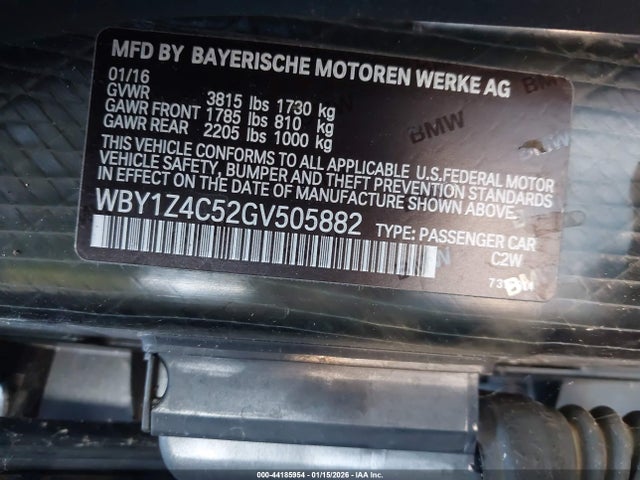 MFD BY BAYERISCHE MOTOREN WERKE AG
01/16
GVWR 3815 lbs 1730 kg
GAWR FRONT 1785 lbs 810 kg
GAWR REAR 2205 lbs 1000 kg
THIS VEHICLE CONFORMS TO ALL APPLICABLE U.S.FEDERAL MOTOR
VEHICLE SAFETY, BUMPER AND THEFT PREVENTION STANDARDS
IN EFFECT ON THE DATE OF MANUFACTURE SHOWN ABOVE.
WBY1Z4C52GV505882
TYPE: PASSENGER CAR
C2W
BMW
000-44185954 | 01/15/2026 | IAA Inc.